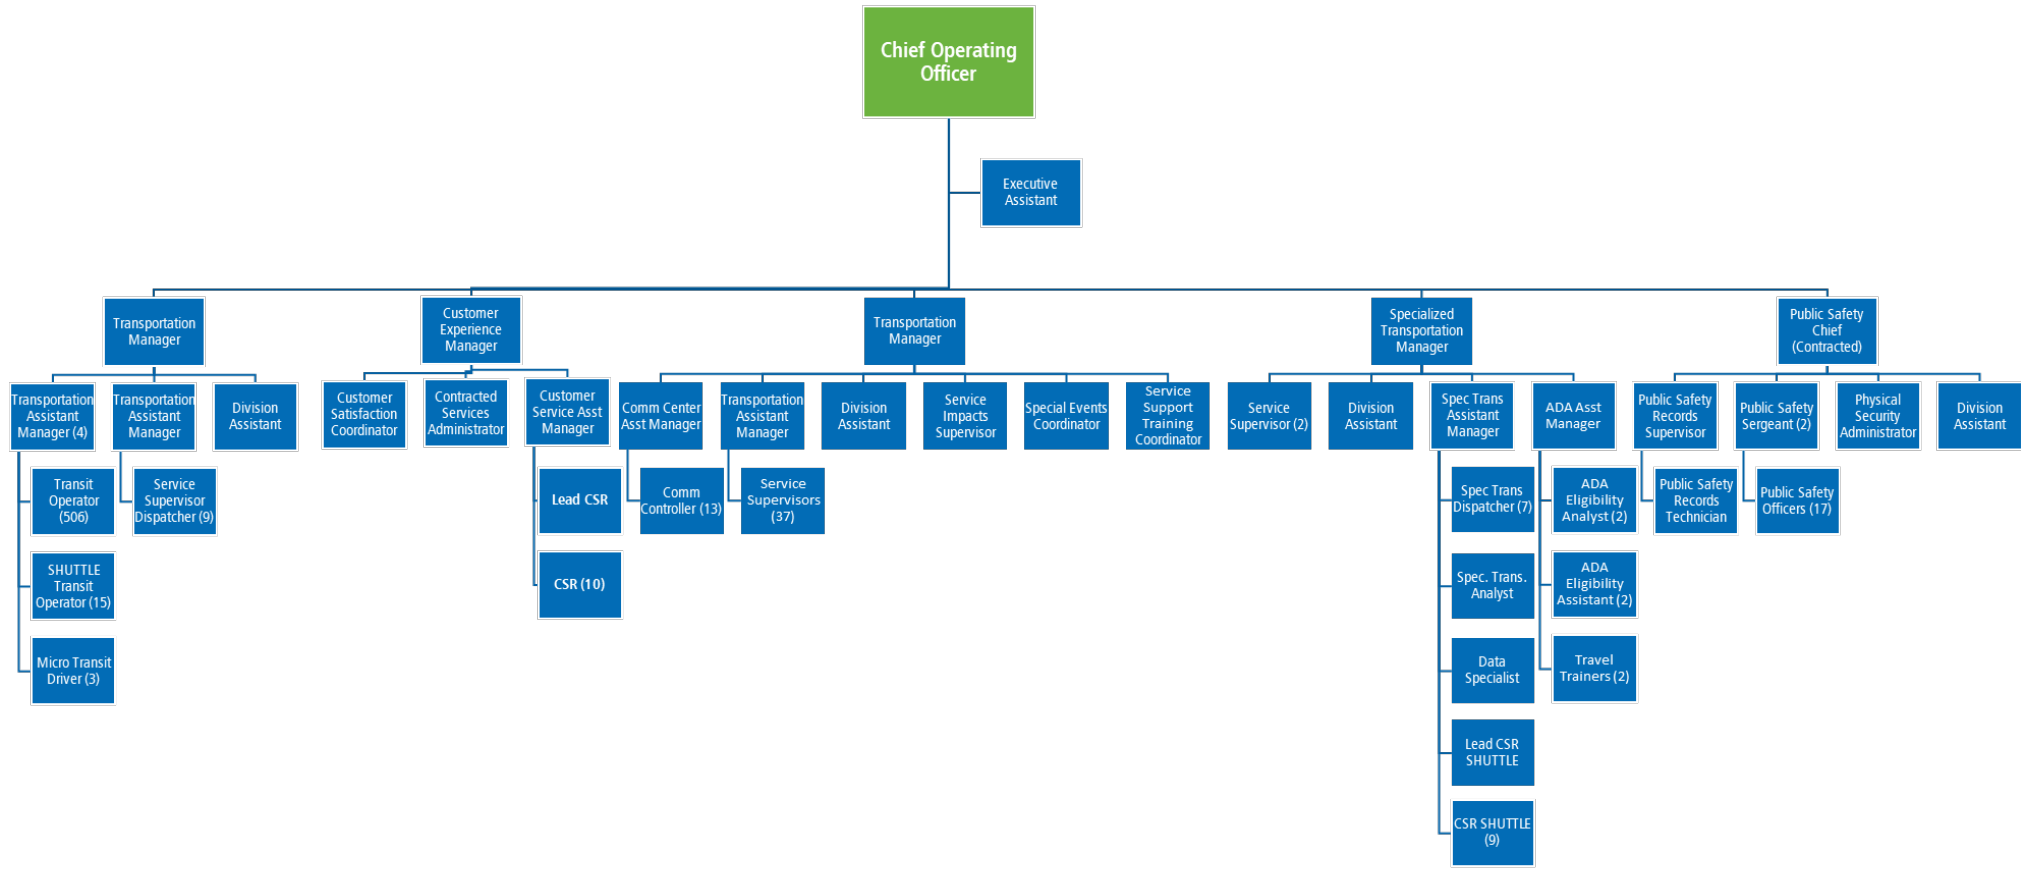 Chief Operating
Officer
Executive
Assistant
Transportation
Manager
Customer
Experience
Manager
Transportation
Manager
Specialized
Transportation
Manager
Public Safety
Chief
(Contracted)
Transportation
Assistant
Manager (4)
Transportation
Assistant
Manager
Division
Assistant
Customer
Satisfaction
Coordinator
Contracted
Services
Administrator
Customer
Service Asst
Manager
Comm Center
Asst Manager
Transportation
Assistant
Manager
Division
Assistant
Service
Impacts
Supervisor
Special Events
Coordinator
Service
Support
Training
Coordinator
Service
Supervisor (2)
Division
Assistant
Spec Trans
Assistant
Manager
ADA Asst
Manager
Public Safety
Records
Supervisor
Public Safety
Sergeant (2)
Physical
Security
Administrator
Division
Assistant
Transit
Operator
(506)
Service
Supervisor
Dispatcher (9)
Lead CSR
Comm
Controller (13)
Service
Supervisors
(37)
Spec Trans
Dispatcher (7)
ADA
Eligibility
Analyst (2)
Public Safety
Records
Technician
Public Safety
Officers (17)
SHUTTLE
Transit
Operator (15)
CSR (10)
Spec. Trans.
Analyst
ADA
Eligibility
Assistant (2)
Micro Transit
Driver (3)
Data
Specialist
Travel
Trainers (2)
Lead CSR
SHUTTLE
CSR SHUTTLE
(9)